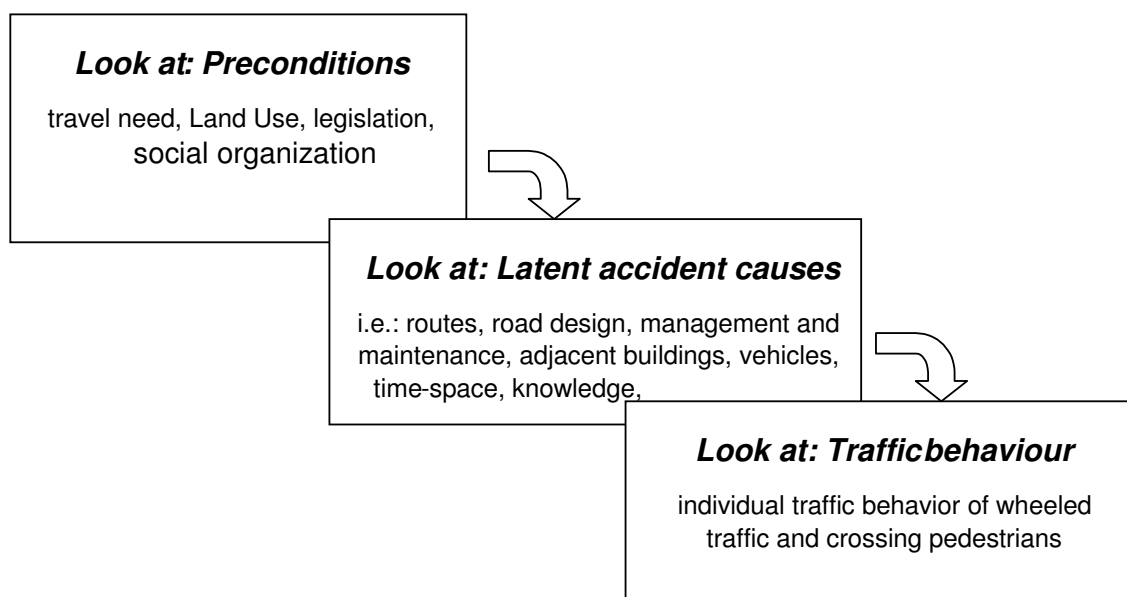 Look at: Preconditions
travel need, Land Use, legislation,
social organization
Look at: Latent accident causes
i.e.: routes, road design, management and
maintenance, adjacent buildings, vehicles,
time-space, knowledge,
Look at: Trafficbehaviour
individual traffic behavior of wheeled
traffic and crossing pedestrians